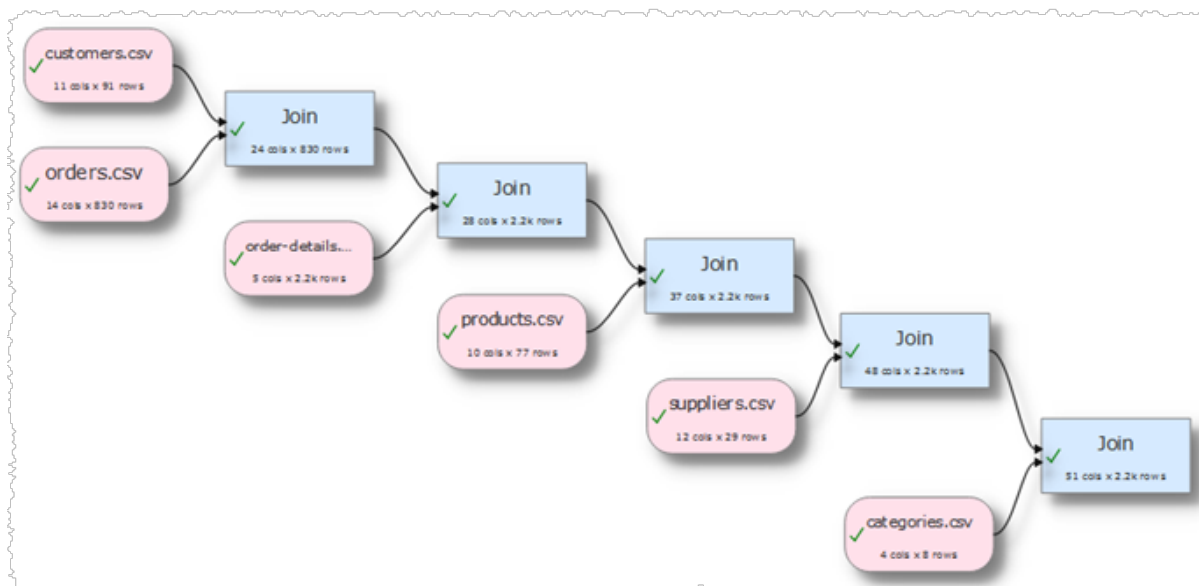 customers.csv
11 cols x 91 rows
Join
24 cols x 830 rows
orders.csv
14 cols x 830 rows
Join
28 cols x 2.2k rows
order-details....
5 cols x 2.2k rows
Join
37 cols x 2.2k rows
products.csv
10 cols x 77 rows
Join
48 cols x 2.2k rows
suppliers.csv
12 cols x 29 rows
Join
51 cols x 2.2k rows
categories.csv
4 cols x 8 rows